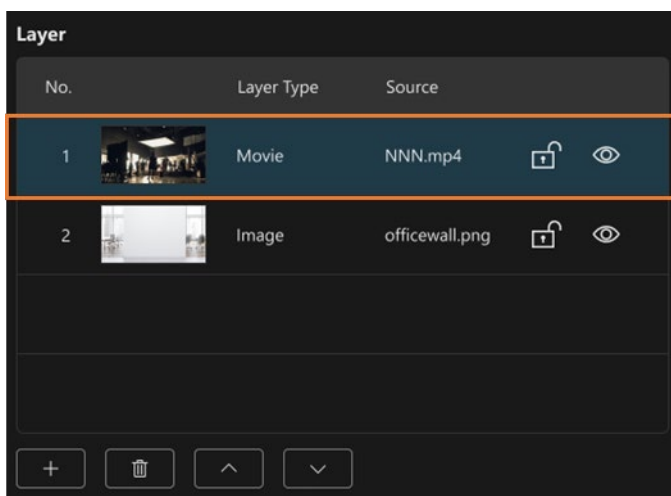 Layer
No. Layer Type Source
1 Movie NNN.mp4
2 Image officewall.png